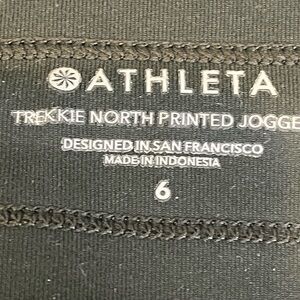 ATHLETA
TREKKIE NORTH PRINTED JOGGE
DESIGNED IN SAN FRANCISCO
MADE IN INDONESIA
6